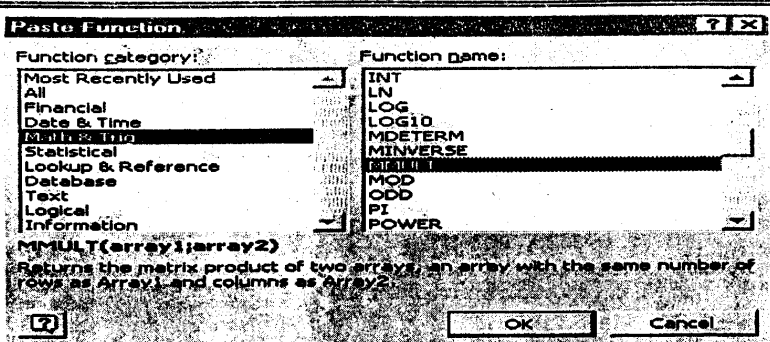 Paste Function
Function category:
Most Recently Used
All
Financial
Date & Time
Math & Trig
Statistical
Lookup & Reference
Database
Text
Logical
Information
Function name:
INT
LN
LOG
LOG10
MDETERM
MINVERSE
MMULT
MOD
ODD
PI
POWER
MMULT(array1;array2)
Returns the matrix product of two arrays, an array with the same number of
rows as Array1 and columns as Array2.
OK
Cancel